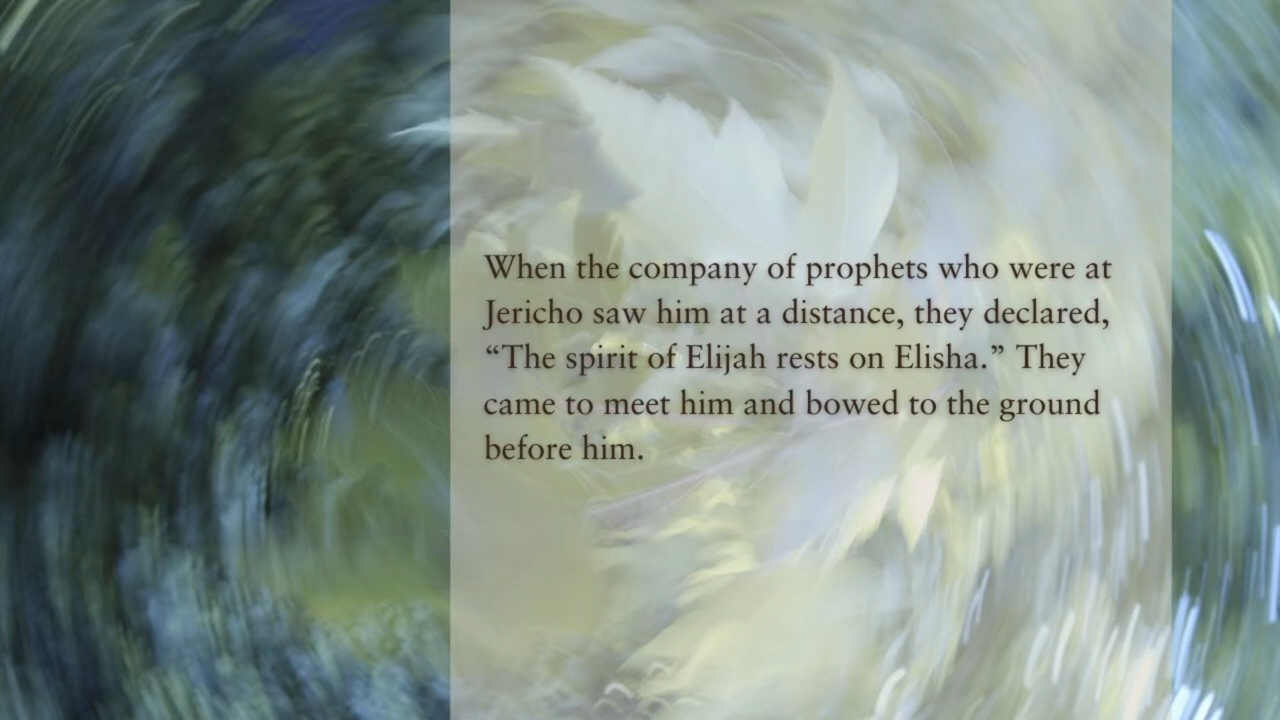 When the company of prophets who were at
Jericho saw him at a distance, they declared,
“The spirit of Elijah rests on Elisha.” They
came to meet him and bowed to the ground
before him.